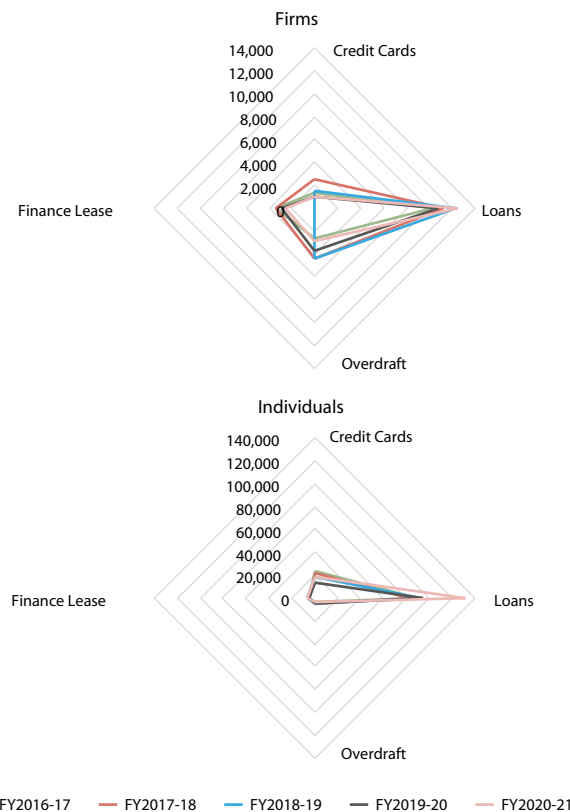 Firms
14,000
Credit Cards
12,000
10,000
8,000
6,000
4,000
2,000
Finance Lease
0
Loans
Overdraft
Individuals
140,000
Credit Cards
120,000
100,000
80,000
60,000
40,000
20,000
Finance Lease
0
Loans
Overdraft
FY2016-17 FY2017-18 FY2018-19 FY2019-20 FY2020-21